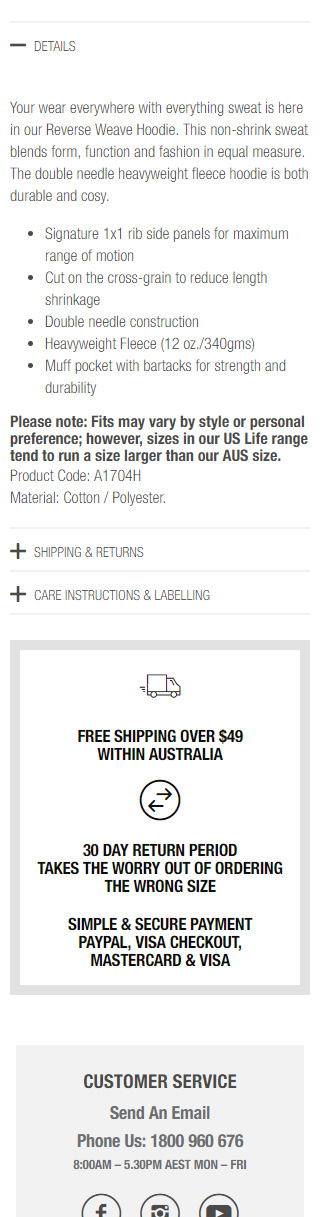 DETAILS
Your wear everywhere with everything sweat is here
in our Reverse Weave Hoodie. This non-shrink sweat
blends form, function and fashion in equal measure.
The double needle heavyweight fleece hoodie is both
durable and cosy.
• Signature 1x1 rib side panels for maximum
range of motion
• Cut on the cross-grain to reduce length
shrinkage
• Double needle construction
• Heavyweight Fleece (12 oz./340gms)
• Muff pocket with bartacks for strength and
durability
Please note: Fits may vary by style or personal
preference; however, sizes in our US Life range
tend to run a size larger than our AUS size.
Product Code: A1704H
Material: Cotton / Polyester.
SHIPPING & RETURNS
CARE INSTRUCTIONS & LABELLING
FREE SHIPPING OVER $49
WITHIN AUSTRALIA
30 DAY RETURN PERIOD
TAKES THE WORRY OUT OF ORDERING
THE WRONG SIZE
SIMPLE & SECURE PAYMENT
PAYPAL, VISA CHECKOUT,
MASTERCARD & VISA
CUSTOMER SERVICE
Send An Email
Phone Us: 1800 960 676
8:00AM – 5.30PM AEST MON – FRI